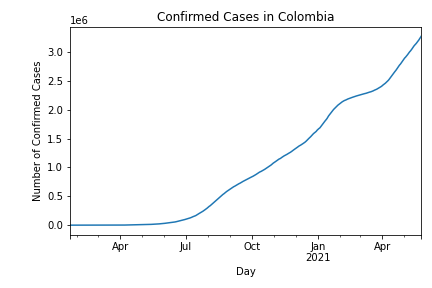 Confirmed Cases in Colombia
1e6
3.0
2.5
2.0
1.5
1.0
0.5
0.0
Number of Confirmed Cases
Apr Jul Oct Jan Apr
2021
Day